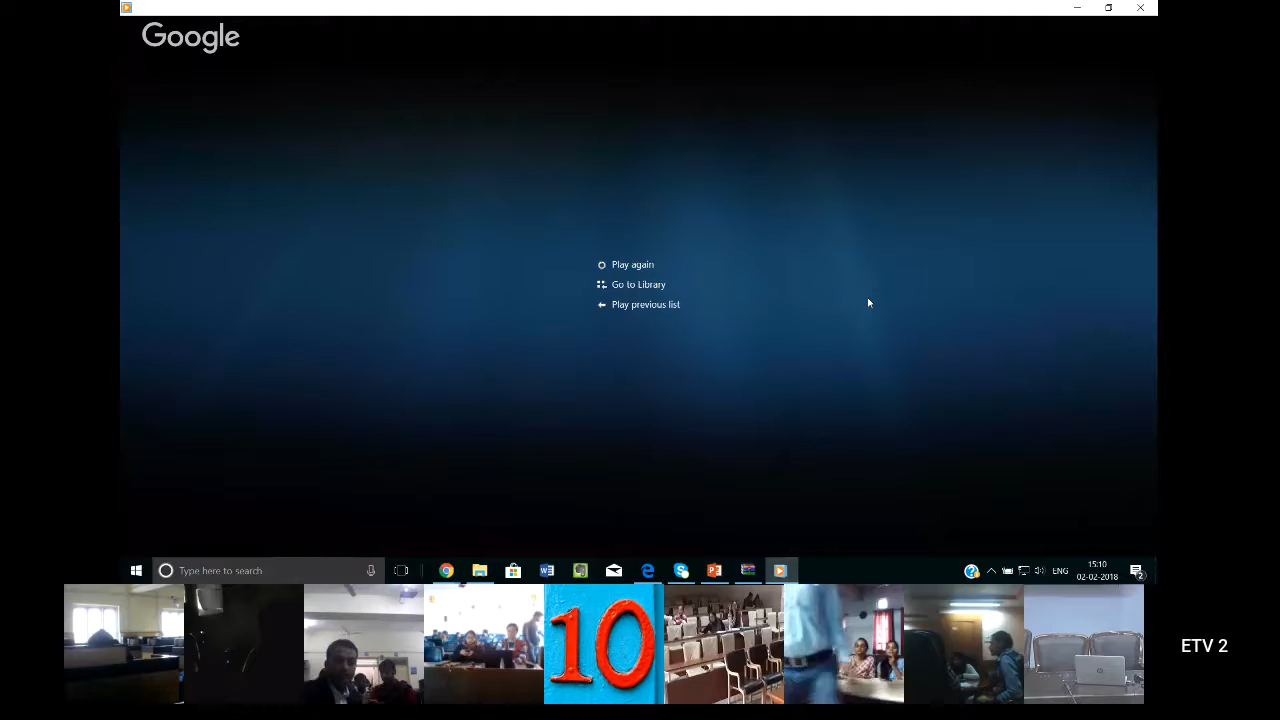 Google
Play again
Go to Library
Play previous list
Type here to search
ENG
15:10
02-02-2018
2
10
ETV 2